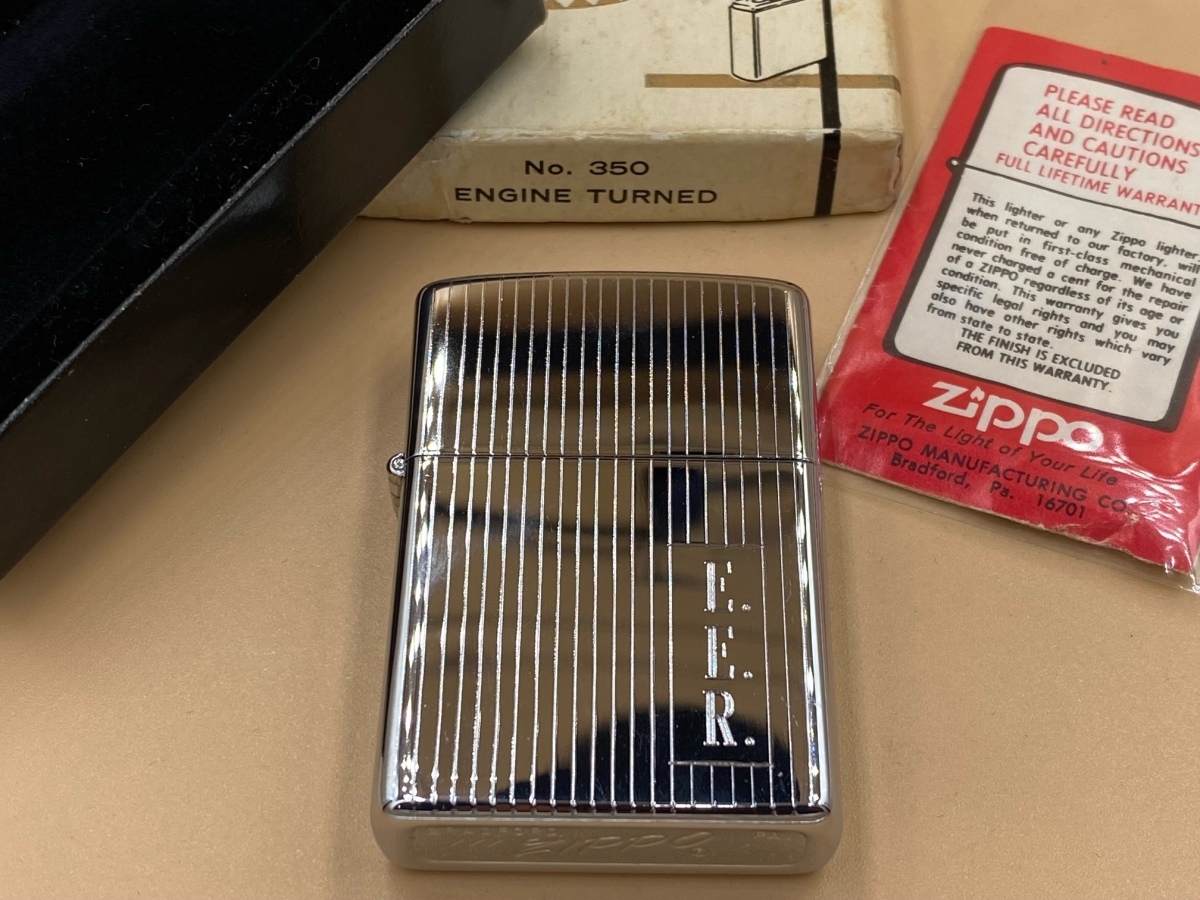 No. 350
ENGINE TURNED
PLEASE READ
ALL DIRECTIONS
AND CAUTIONS
CAREFULLY
FULL LIFETIME WARRANT
This lighter or any Zippo lighter,
when returned to our factory, will
be put in first-class mechanical
condition free of charge. We have
never charged a cent for the repair
of a ZIPPO regardless of its age or
condition. This warranty gives you
specific legal rights and you may
also have other rights which vary
from state to state.
THE FINISH IS EXCLUDED
FROM THIS WARRANTY.
zippo
For The Light of Your Life
ZIPPO MANUFACTURING CO.
Bradford, Pa. 16701
E.
E.
R.
BRADFORD PA.
Zippo